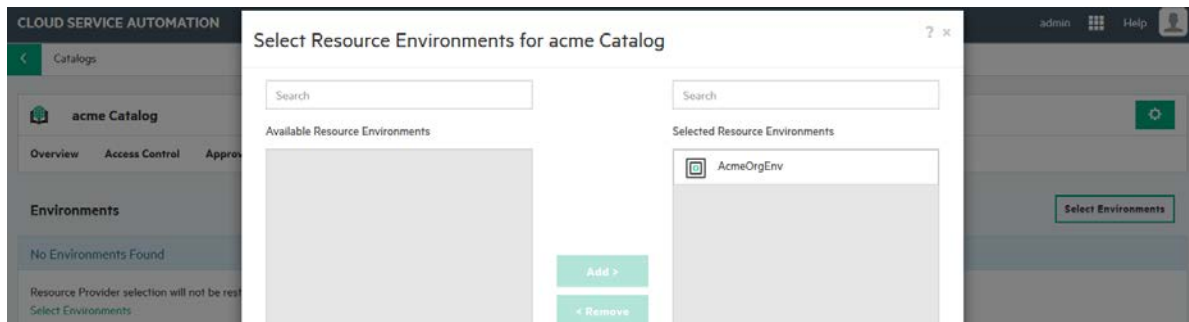 CLOUD SERVICE AUTOMATION
admin
Help
Select Resource Environments for acme Catalog
? ×
Catalogs
Search
Search
acme Catalog
Available Resource Environments
Selected Resource Environments
Overview Access Control
AcmeOrgEnv
Environments
Select Environments
No Environments Found
Add >
Resource Provider selection will not be
Select Environments
< Remove